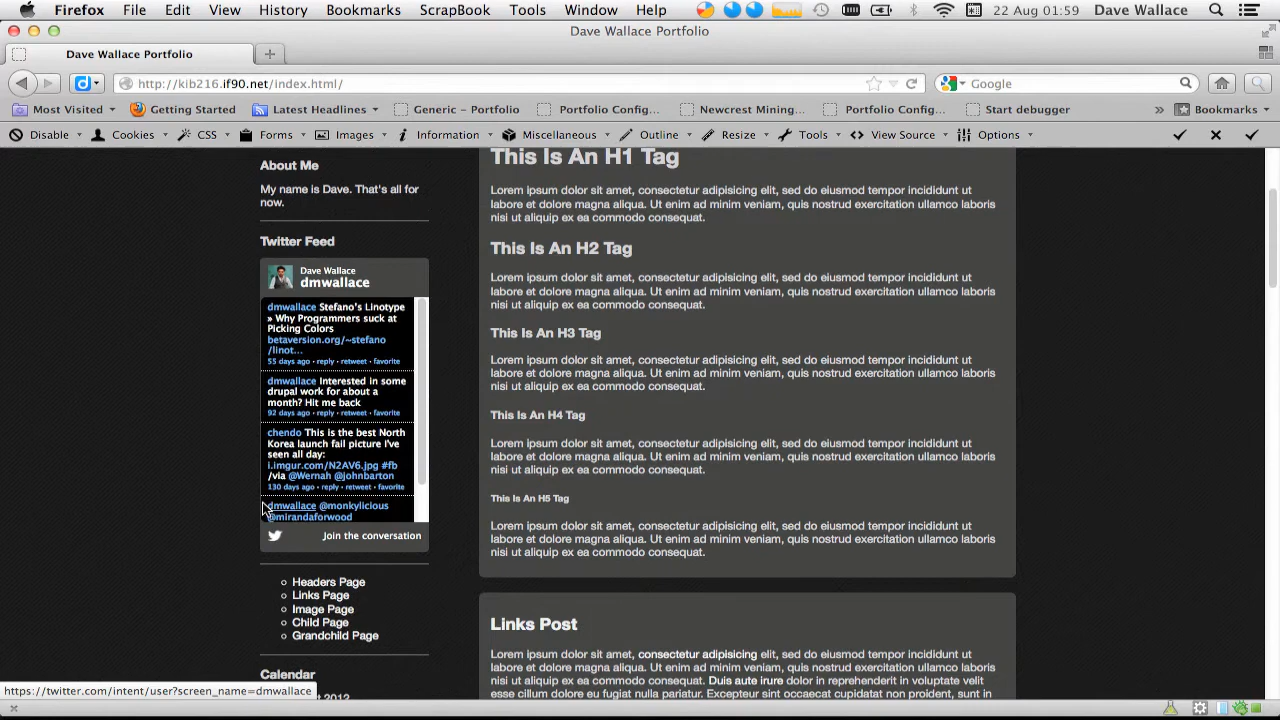 Firefox File Edit View History Bookmarks ScrapBook Tools Window Help 22 Aug 01:59 Dave Wallace
Dave Wallace Portfolio
Dave Wallace Portfolio
http://kib216.if90.net/index.html/ Google
Most Visited Getting Started Latest Headlines Generic - Portfolio Portfolio Config... Newcrest Mining... Portfolio Config... Start debugger » Bookmarks
Disable Cookies CSS Forms Images Information Miscellaneous Outline Resize Tools View Source Options
About Me
My name is Dave. That's all for
now.
Twitter Feed
Dave Wallace
dmwallace
dmwallace Stefano's Linotype
» Why Programmers suck at
Picking Colors
betaversion.org/~stefano
/linot...
55 days ago • reply • retweet • favorite
dmwallace Interested in some
drupal work for about a
month? Hit me back
92 days ago • reply • retweet • favorite
chendo This is the best North
Korea launch fail picture I've
seen all day:
i.imgur.com/N2AV6.jpg #fb
/via @Wernah @johnbarton
130 days ago • reply • retweet • favorite
dmwallace @monkylicious
@mirandaforwood
Join the conversation
Headers Page
Links Page
Image Page
Child Page
Grandchild Page
Calendar
2012
This Is An H1 Tag
Lorem ipsum dolor sit amet, consectetur adipisicing elit, sed do eiusmod tempor incididunt ut
labore et dolore magna aliqua. Ut enim ad minim veniam, quis nostrud exercitation ullamco laboris
nisi ut aliquip ex ea commodo consequat.
This Is An H2 Tag
Lorem ipsum dolor sit amet, consectetur adipisicing elit, sed do eiusmod tempor incididunt ut
labore et dolore magna aliqua. Ut enim ad minim veniam, quis nostrud exercitation ullamco laboris
nisi ut aliquip ex ea commodo consequat.
This Is An H3 Tag
Lorem ipsum dolor sit amet, consectetur adipisicing elit, sed do eiusmod tempor incididunt ut
labore et dolore magna aliqua. Ut enim ad minim veniam, quis nostrud exercitation ullamco laboris
nisi ut aliquip ex ea commodo consequat.
This Is An H4 Tag
Lorem ipsum dolor sit amet, consectetur adipisicing elit, sed do eiusmod tempor incididunt ut
labore et dolore magna aliqua. Ut enim ad minim veniam, quis nostrud exercitation ullamco laboris
nisi ut aliquip ex ea commodo consequat.
This Is An H5 Tag
Lorem ipsum dolor sit amet, consectetur adipisicing elit, sed do eiusmod tempor incididunt ut
labore et dolore magna aliqua. Ut enim ad minim veniam, quis nostrud exercitation ullamco laboris
nisi ut aliquip ex ea commodo consequat.
Links Post
Lorem ipsum dolor sit amet, consectetur adipisicing elit, sed do eiusmod tempor incididunt ut
labore et dolore magna aliqua. Duis aute irure dolor in reprehenderit in voluptate velit
esse cillum dolore eu fugiat nulla pariatur. Excepteur sint occaecat cupidatat non proident, sunt in
https://twitter.com/intent/user?screen_name=dmwallace